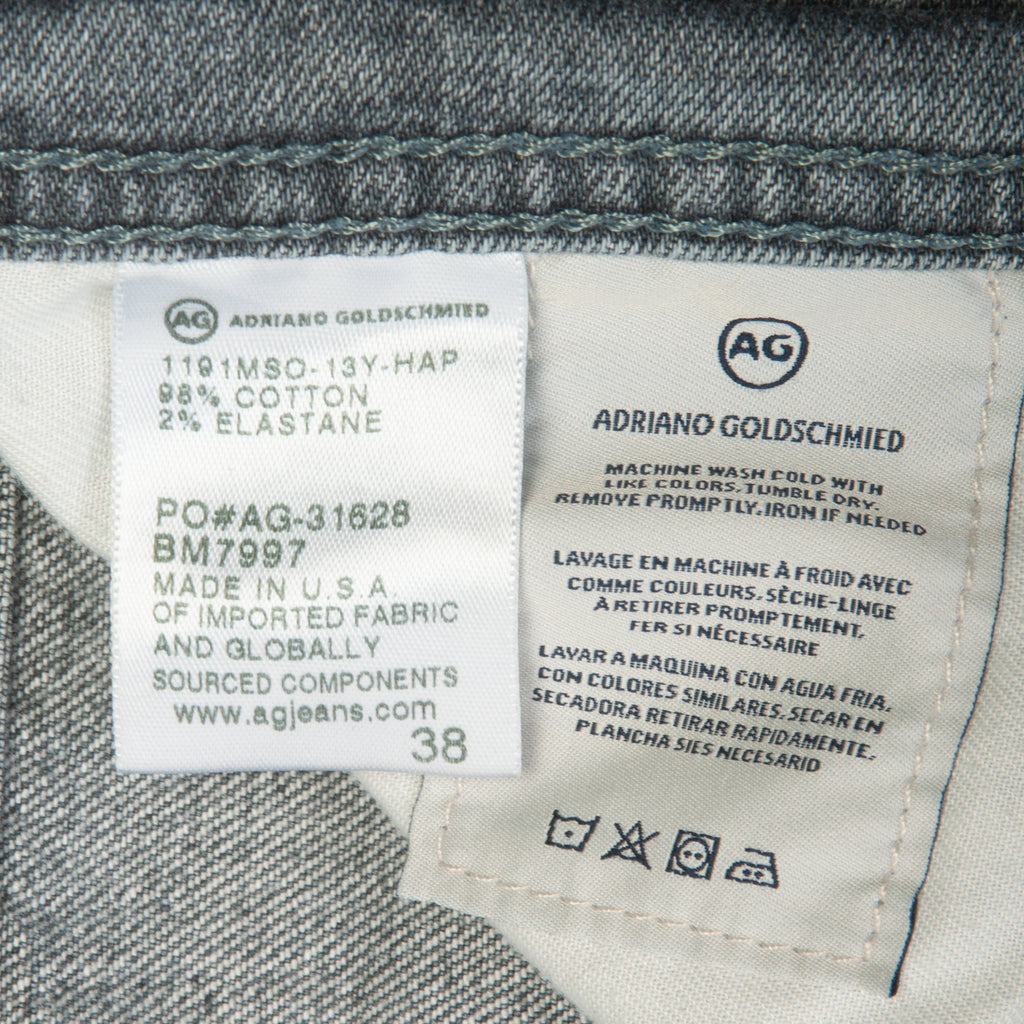 AG ADRIANO GOLDSCHMIED
1191MSO-13Y-HAP
98% COTTON
2% ELASTANE
PO#AG-31628
BM7997
MADE IN U.S.A.
OF IMPORTED FABRIC
AND GLOBALLY
SOURCED COMPONENTS
www.agjeans.com
38
AG
ADRIANO GOLDSCHMIED
MACHINE WASH COLD WITH
LIKE COLORS. TUMBLE DRY.
REMOVE PROMPTLY. IRON IF NEEDED
LAVAGE EN MACHINE À FROID AVEC
COMME COULEURS. SÈCHE-LINGE
À RETIRER PROMPTEMENT.
FER SI NÉCESSAIRE
LAVAR A MAQUINA CON AGUA FRIA.
CON COLORES SIMILARES. SECAR EN
SECADORA RETIRAR RAPIDAMENTE.
PLANCHA SIES NECESARID